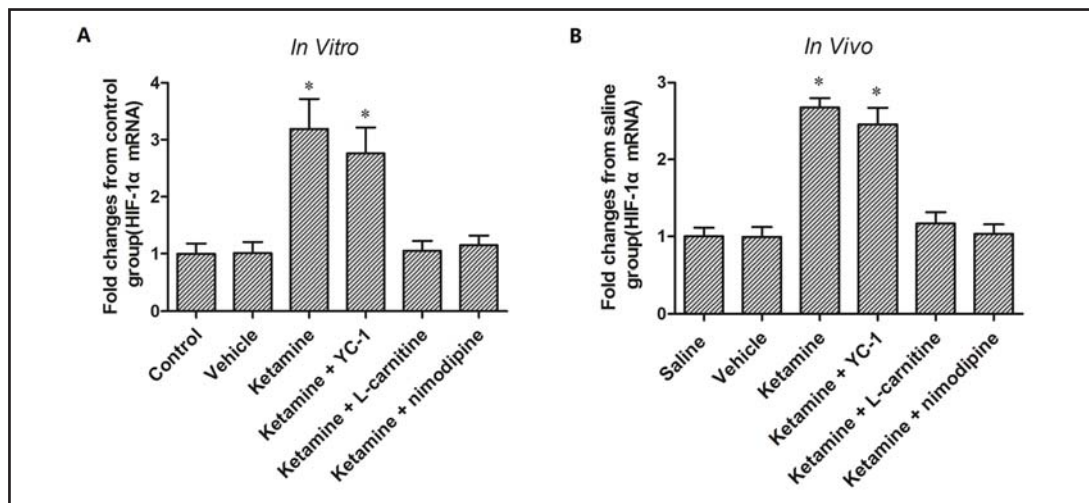 A
In Vitro
Fold changes from control
group(HIF-1α mRNA)
4
3
2
1
0
*
*
Control
Vehicle
Ketamine
Ketamine + YC-1
Ketamine + L-carnitine
Ketamine + nimodipine
B
In Vivo
Fold changes from saline
group(HIF-1α mRNA)
3
2
1
0
*
*
Saline
Vehicle
Ketamine
Ketamine + YC-1
Ketamine + L-carnitine
Ketamine + nimodipine